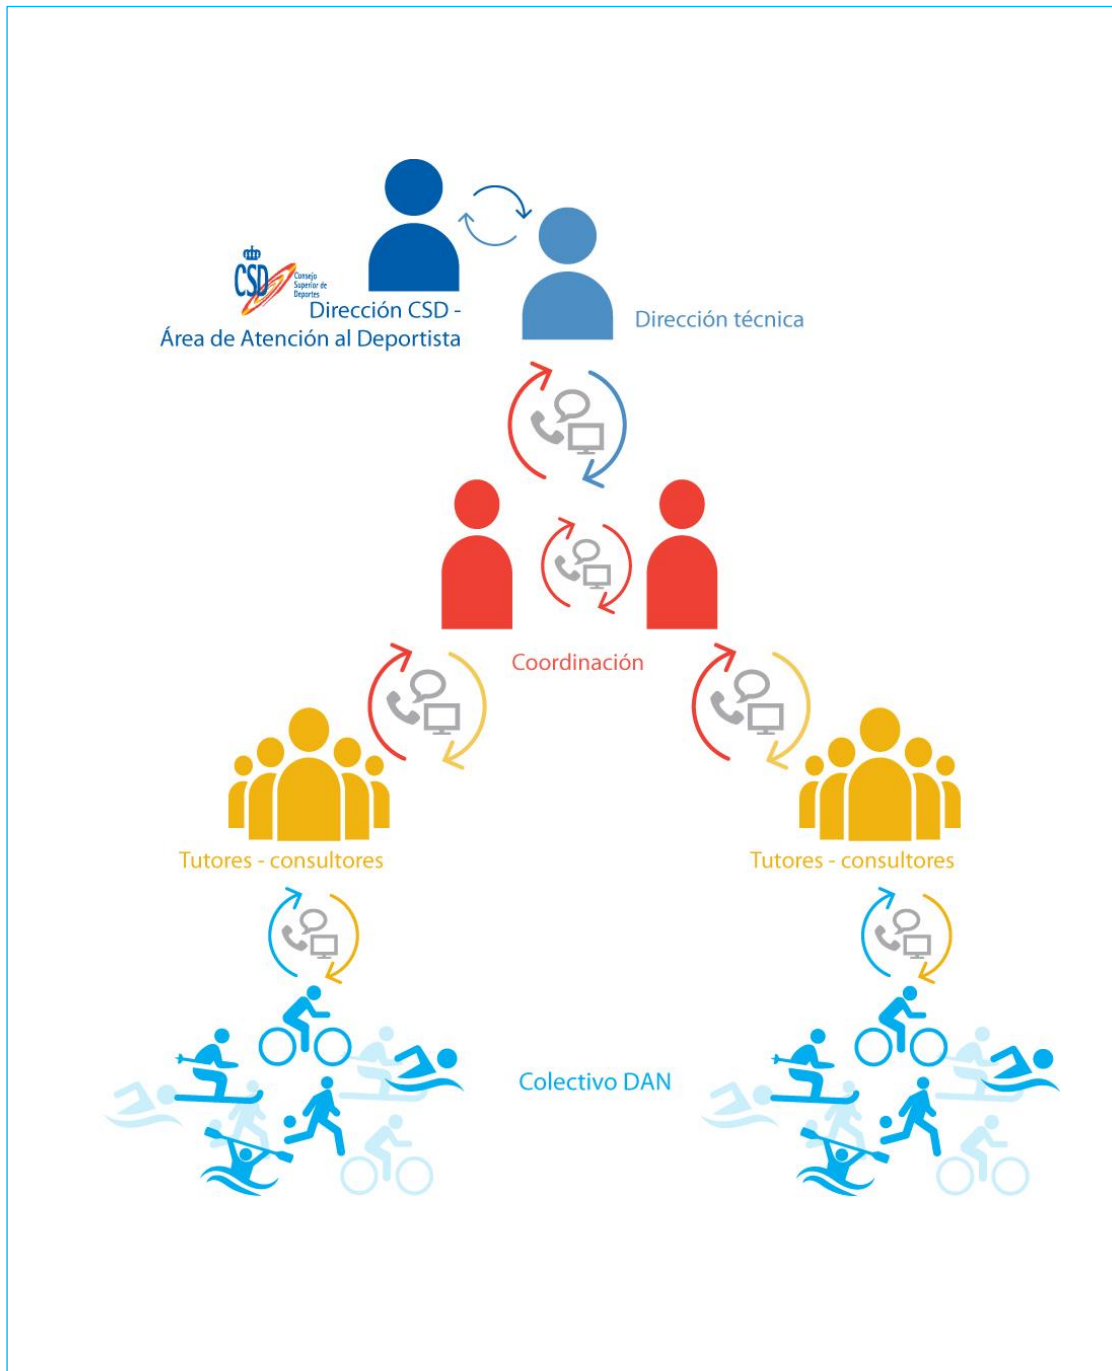 CSD
Consejo
Superior de
Deportes
Dirección CSD -
Área de Atención al Deportista
Dirección técnica
Coordinación
Tutores - consultores
Tutores - consultores
Colectivo DAN